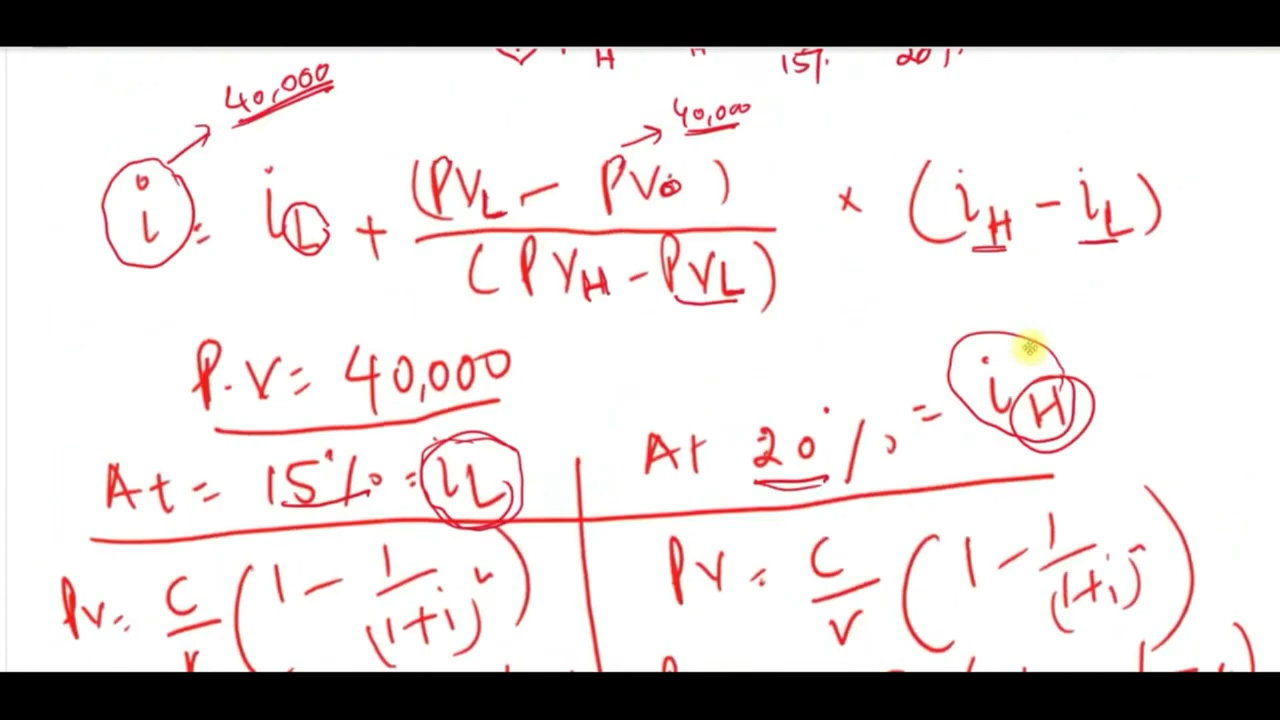 H H 15% 20%
40,000
40,000
i = iL + (PVL - PV0) / (PVH - PVL) × (iH - iL)
P.V = 40,000
At = 15% = iL
At 20% = iH
PV = C/r (1 - 1/(1+i)^n)
PV = C/r (1 - 1/(1+i)^n)